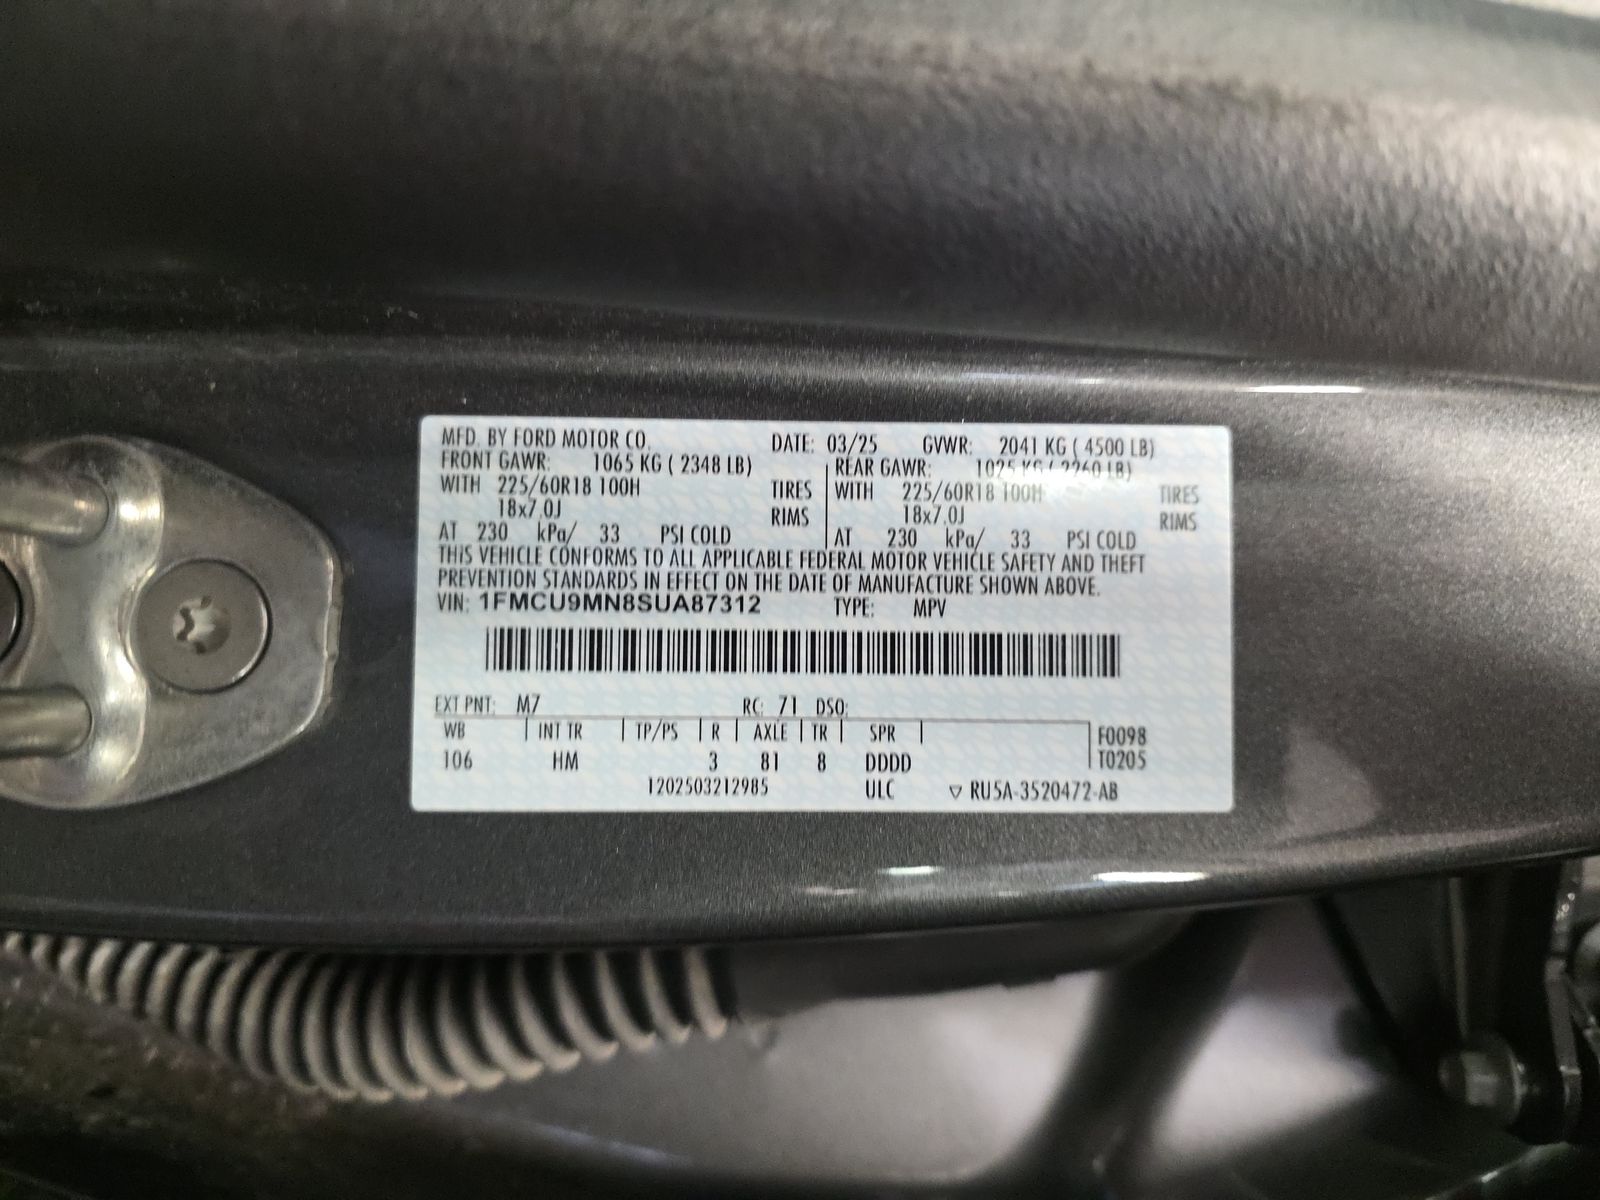 MFD. BY FORD MOTOR CO. DATE: 03/25 GVWR: 2041 KG ( 4500 LB)
FRONT GAWR: 1065 KG ( 2348 LB) REAR GAWR: 1025 KG ( 2260 LB)
WITH 225/60R18 100H TIRES WITH 225/60R18 100H TIRES
18x7.0J RIMS 18x7.0J RIMS
AT 230 kPa/ 33 PSI COLD AT 230 kPa/ 33 PSI COLD
THIS VEHICLE CONFORMS TO ALL APPLICABLE FEDERAL MOTOR VEHICLE SAFETY AND THEFT
PREVENTION STANDARDS IN EFFECT ON THE DATE OF MANUFACTURE SHOWN ABOVE.
VIN: 1FMCU9MN8SUA87312 TYPE: MPV
EXT PNT: M7 RC: 71 DSO:
WB INT TR TP/PS R AXLE TR SPR F0098
106 HM 3 81 8 DDDD T0205
1202503212985 ULC ▽ RU5A-3520472-AB